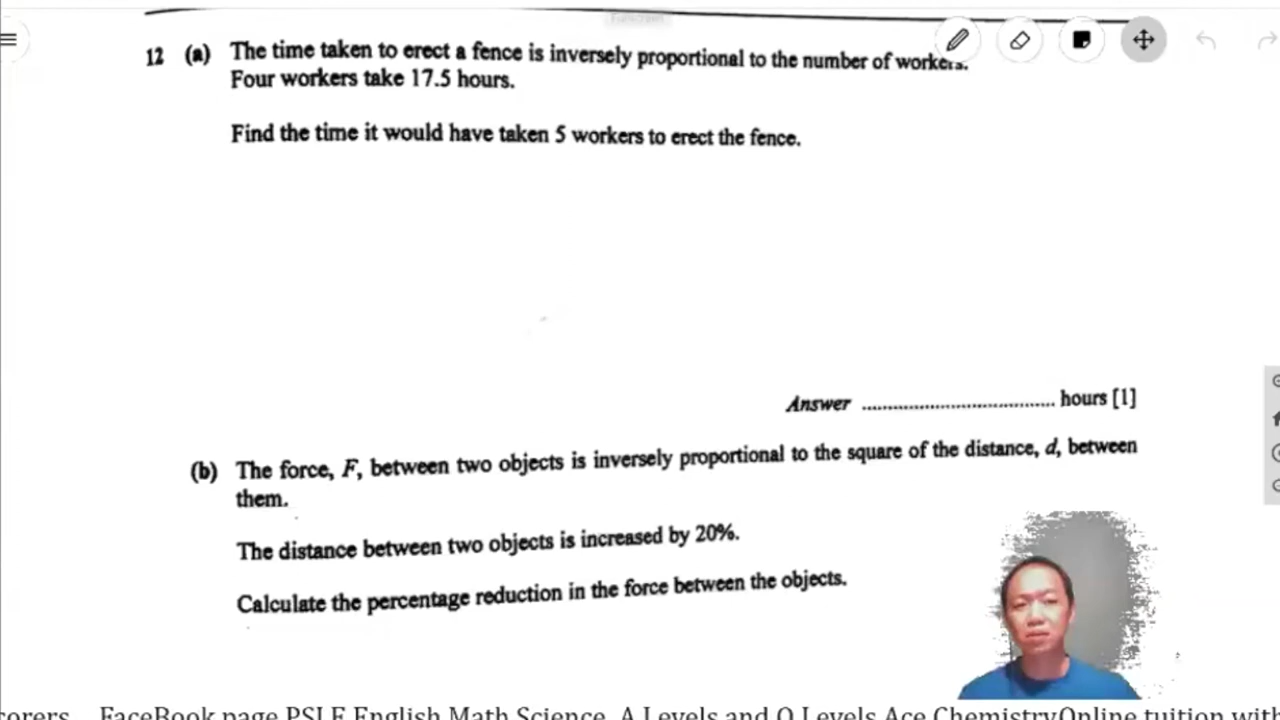 12 (a) The time taken to erect a fence is inversely proportional to the number of workers.
Four workers take 17.5 hours.
Find the time it would have taken 5 workers to erect the fence.
Answer ...................................... hours [1]
(b) The force, F, between two objects is inversely proportional to the square of the distance, d, between
them.
The distance between two objects is increased by 20%.
Calculate the percentage reduction in the force between the objects.
FaceBook page PSLE English Math Science, A Levels and O Levels Ace ChemistryOnline tuition with